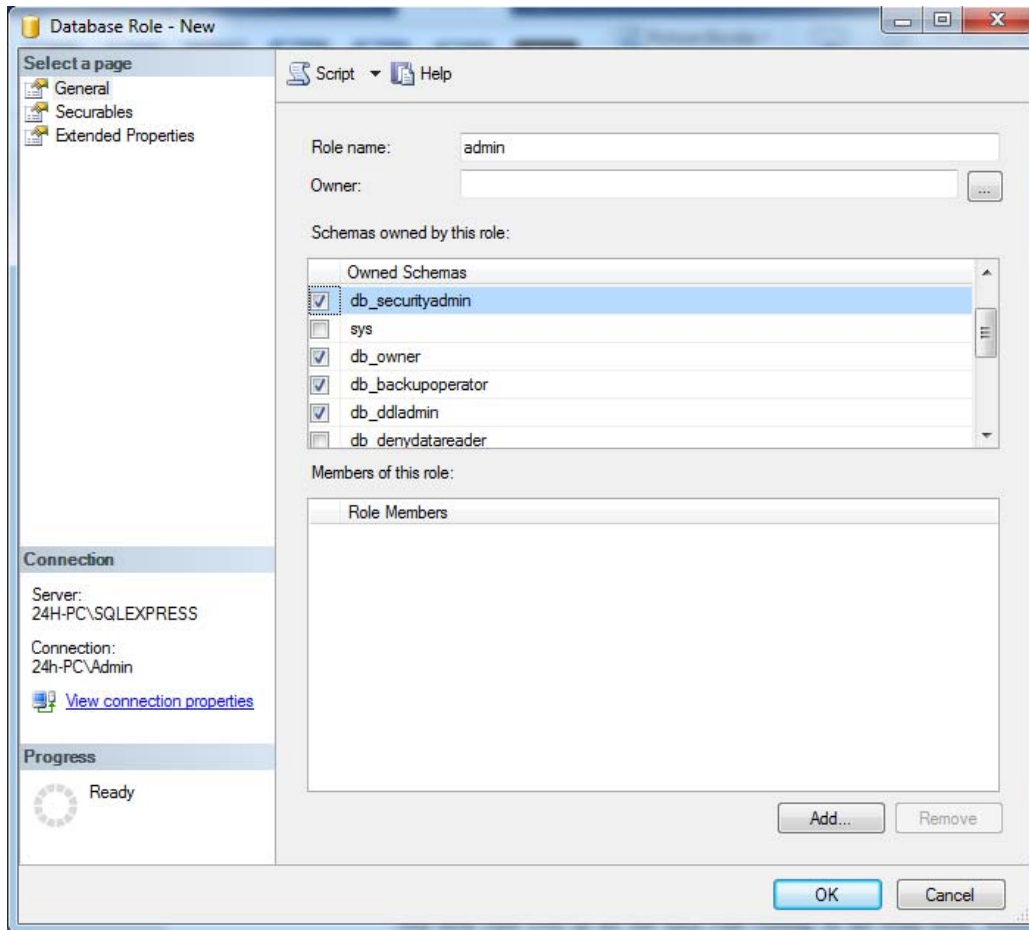 Database Role - New
Select a page
General
Securables
Extended Properties
Script
Help
Role name:
admin
Owner:
...
Schemas owned by this role:
Owned Schemas
db_securityadmin
sys
db_owner
db_backupoperator
db_ddladmin
db_denydatareader
Members of this role:
Role Members
Connection
Server:
24H-PC\SQLEXPRESS
Connection:
24h-PC\Admin
View connection properties
Progress
Ready
Add...
Remove
OK
Cancel